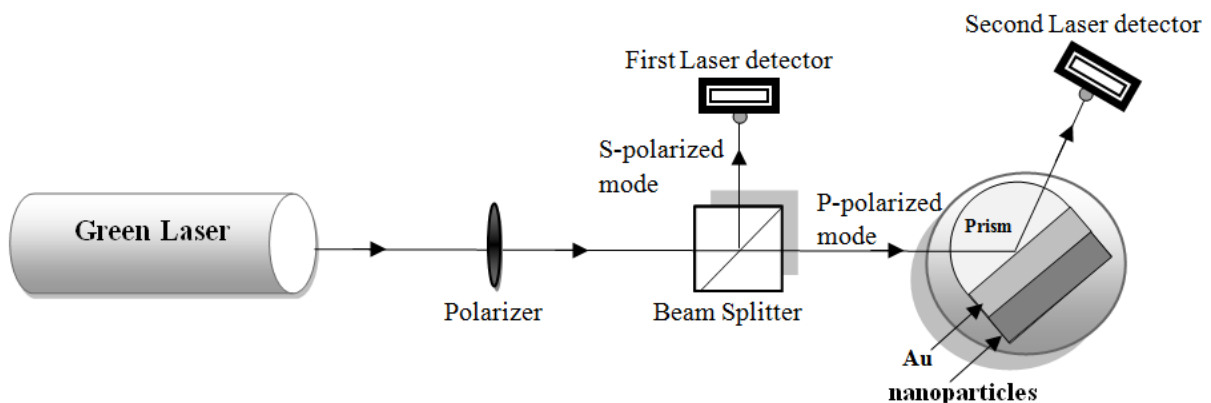 Second Laser detector
First Laser detector
S-polarized
mode
P-polarized
mode
Green Laser
Prism
Polarizer
Beam Splitter
Au
nanoparticles